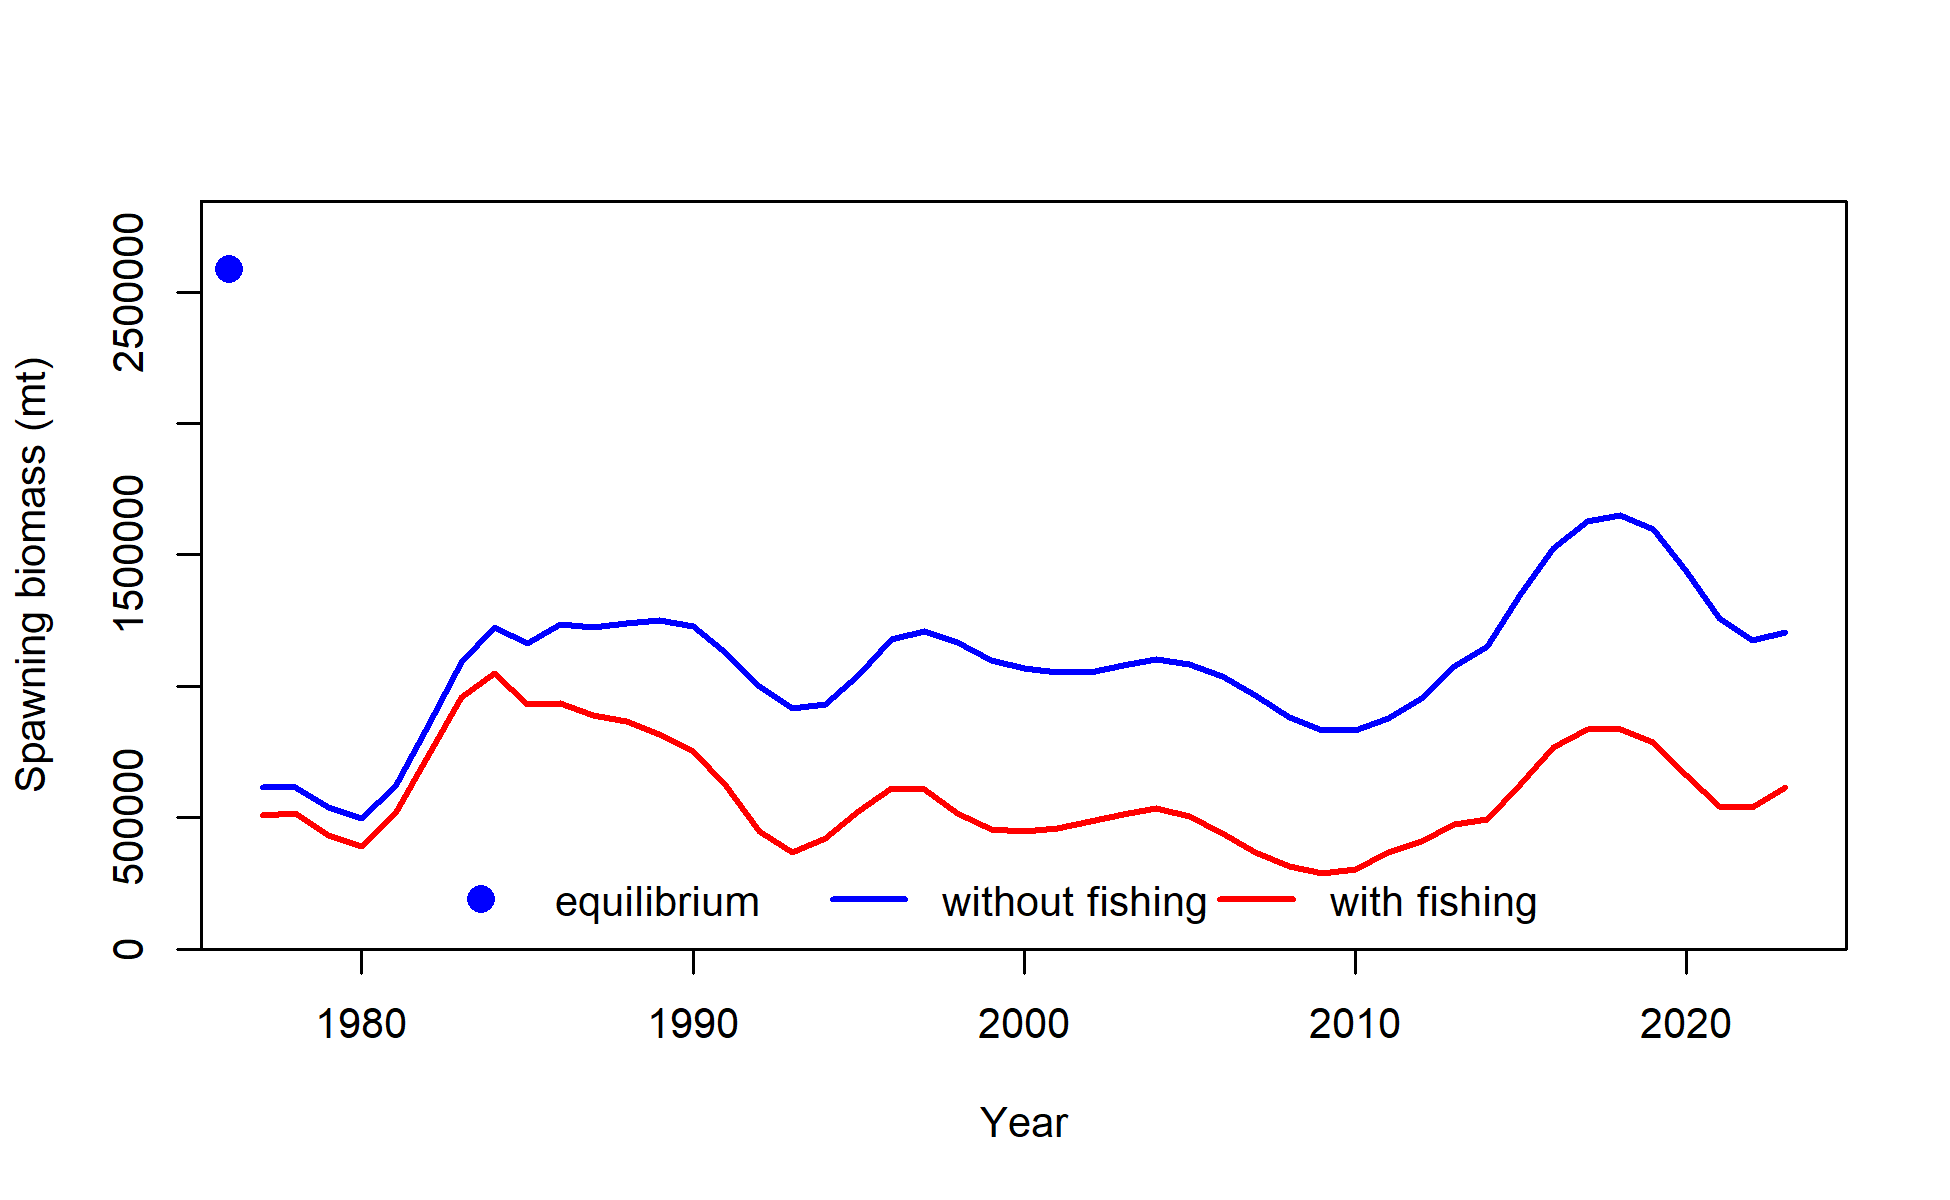 Spawning biomass (mt)
2500000
1500000
500000
0
equilibrium without fishing with fishing
1980 1990 2000 2010 2020
Year